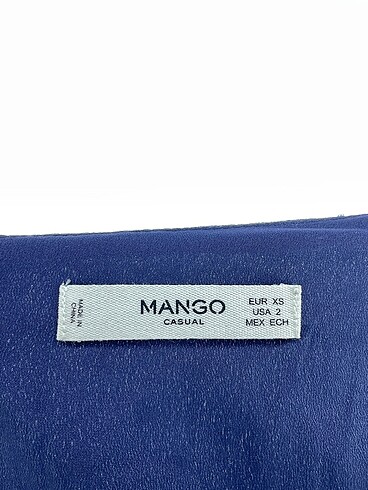 MADE IN
CHINA
MANGO
CASUAL
EUR XS
USA 2
MEX ECH